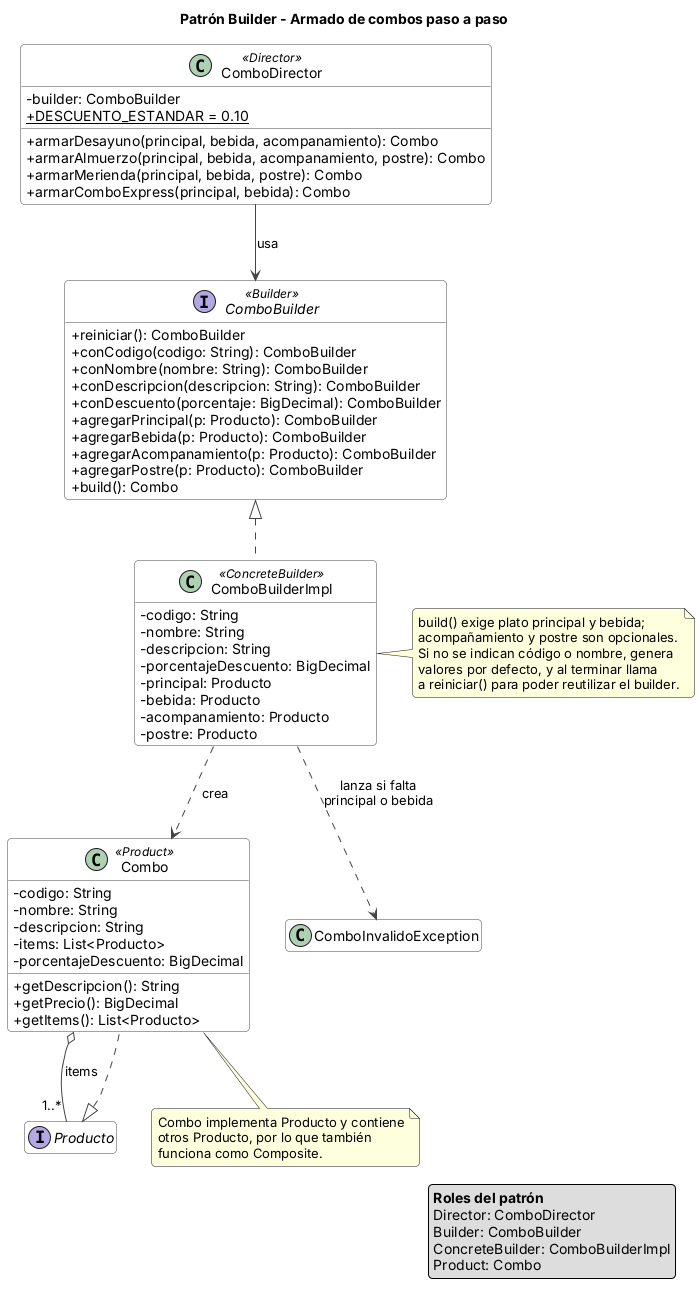 Patrón Builder - Armado de combos paso a paso
«Director»
C
ComboDirector
-builder: ComboBuilder
+DESCUENTO_ESTANDAR = 0.10
+armarDesayuno(principal, bebida, acompanamiento): Combo
+armarAlmuerzo(principal, bebida, acompanamiento, postre): Combo
+armarMerienda(principal, bebida, postre): Combo
+armarComboExpress(principal, bebida): Combo
usa
«Builder»
I
ComboBuilder
+reiniciar(): ComboBuilder
+conCodigo(codigo: String): ComboBuilder
+conNombre(nombre: String): ComboBuilder
+conDescripcion(descripcion: String): ComboBuilder
+conDescuento(porcentaje: BigDecimal): ComboBuilder
+agregarPrincipal(p: Producto): ComboBuilder
+agregarBebida(p: Producto): ComboBuilder
+agregarAcompanamiento(p: Producto): ComboBuilder
+agregarPostre(p: Producto): ComboBuilder
+build(): Combo
«ConcreteBuilder»
C
ComboBuilderImpl
-codigo: String
-nombre: String
-descripcion: String
-porcentajeDescuento: BigDecimal
-principal: Producto
-bebida: Producto
-acompanamiento: Producto
-postre: Producto
build() exige plato principal y bebida;
acompañamiento y postre son opcionales.
Si no se indican código o nombre, genera
valores por defecto, y al terminar llama
a reiniciar() para poder reutilizar el builder.
crea
lanza si falta
principal o bebida
«Product»
C
Combo
-codigo: String
-nombre: String
-descripcion: String
-items: List<Producto>
-porcentajeDescuento: BigDecimal
+getDescripcion(): String
+getPrecio(): BigDecimal
+getItems(): List<Producto>
C ComboInvalidoException
items
1..*
I Producto
Combo implementa Producto y contiene
otros Producto, por lo que también
funciona como Composite.
Roles del patrón
Director: ComboDirector
Builder: ComboBuilder
ConcreteBuilder: ComboBuilderImpl
Product: Combo